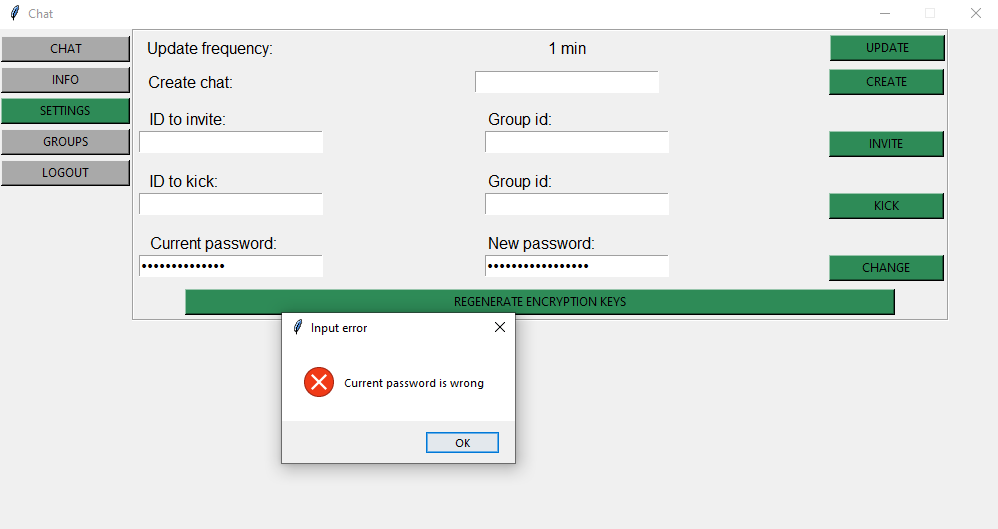 Chat
CHAT
INFO
SETTINGS
GROUPS
LOGOUT
Update frequency: 1 min UPDATE
Create chat: CREATE
ID to invite: Group id:
INVITE
ID to kick: Group id:
KICK
Current password: New password:
•••••••••••••• ••••••••••••••••• CHANGE
REGENERATE ENCRYPTION KEYS
Input error
Current password is wrong
OK